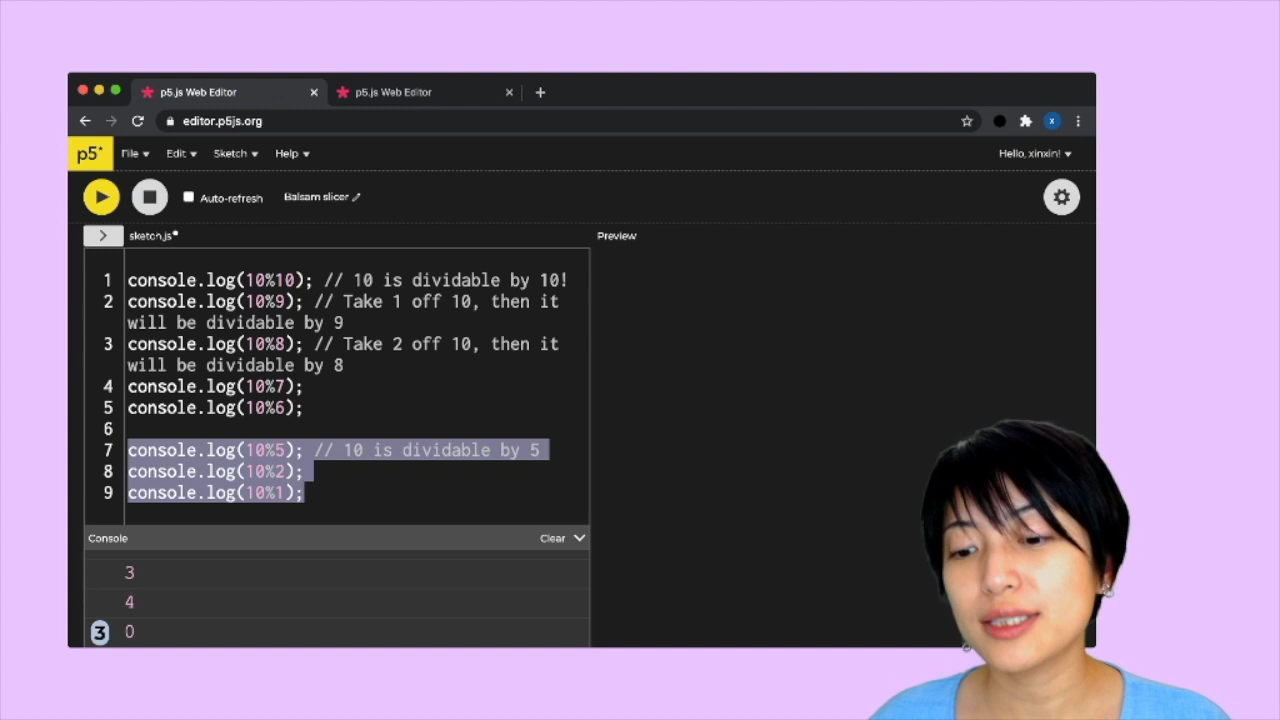 p5.js Web Editor
p5.js Web Editor
editor.p5js.org
x
p5*
File
Edit
Sketch
Help
Hello, xinxin!
Auto-refresh
Balsam slicer
sketch.js
Preview
1 console.log(10%10); // 10 is dividable by 10!
2 console.log(10%9); // Take 1 off 10, then it
will be dividable by 9
3 console.log(10%8); // Take 2 off 10, then it
will be dividable by 8
4 console.log(10%7);
5 console.log(10%6);
6
7 console.log(10%5); // 10 is dividable by 5
8 console.log(10%2);
9 console.log(10%1);
Console
Clear
3
4
3 0